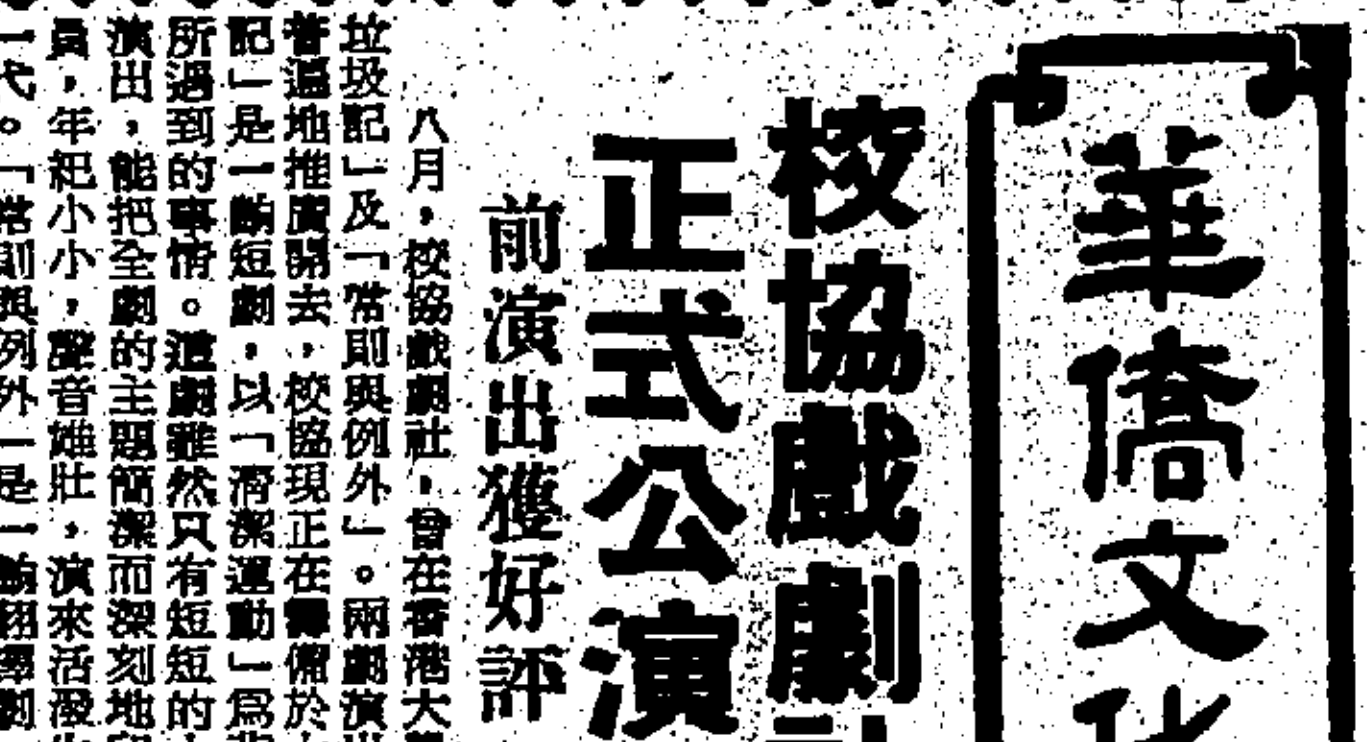 華僑文化
校協戲劇社
正式公演
前演出獲好評
八月,校協戲劇社,曾在香港大
垃圾記」及「常則與例外」。兩劇演出
普遍地推廣開去,校協現正在籌備於
記」是一齣短劇,以「清潔運動」為
所遇到的事情。這劇雖然只有短短的
演出,能把全劇的主題簡潔而深刻地
員,年紀小小,聲音雄壯,演來活潑
一代。「常則與例外」是一齣翻譯劇